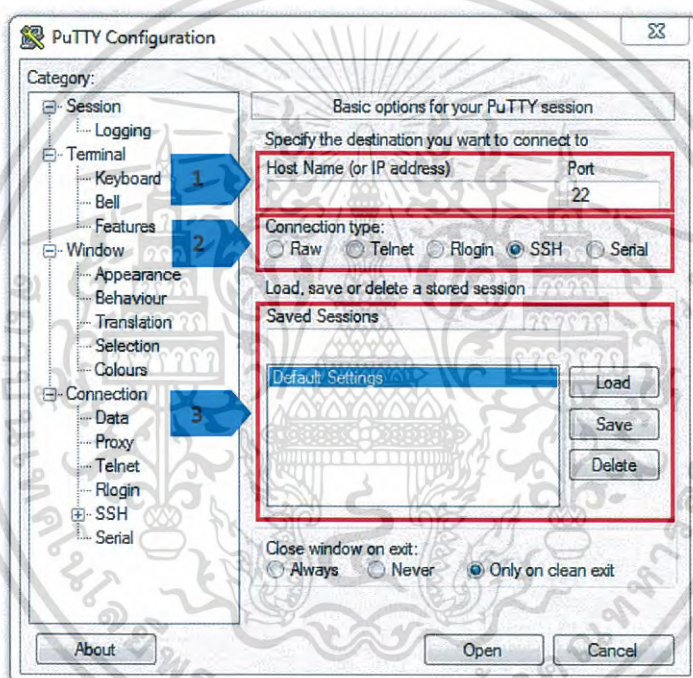 PuTTY Configuration
Category:
Session
Logging
Terminal
Keyboard
Bell
Features
Window
Appearance
Behaviour
Translation
Selection
Colours
Connection
Data
Proxy
Telnet
Rlogin
SSH
Serial
Basic options for your PuTTY session
Specify the destination you want to connect to
1
Host Name (or IP address) Port
22
2
Connection type:
Raw Telnet Rlogin SSH Serial
Load, save or delete a stored session
3
Saved Sessions
Default Settings
Load
Save
Delete
Close window on exit:
Always Never Only on clean exit
About Open Cancel